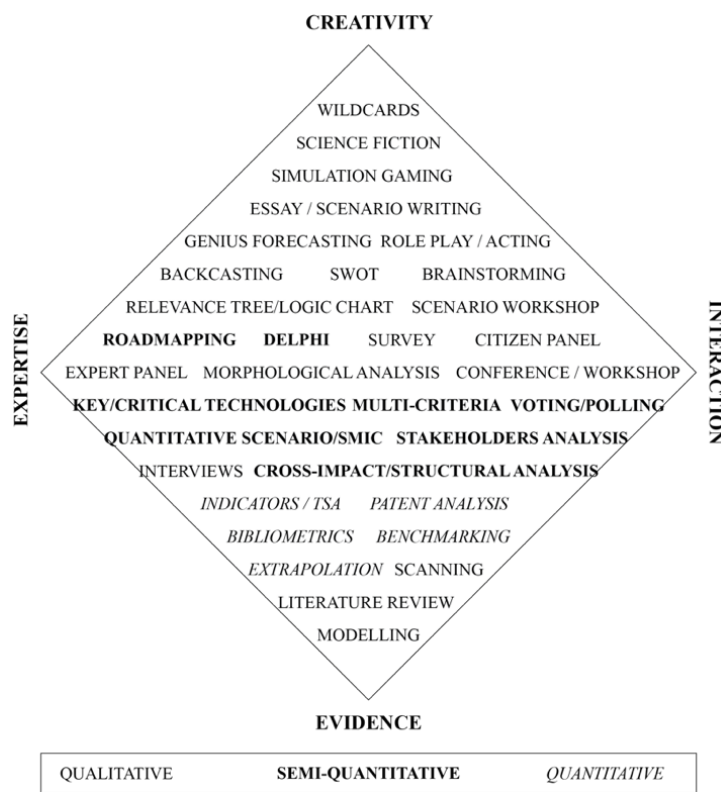 CREATIVITY
WILDCARDS
SCIENCE FICTION
SIMULATION GAMING
ESSAY / SCENARIO WRITING
GENIUS FORECASTING ROLE PLAY / ACTING
BACKCASTING SWOT BRAINSTORMING
RELEVANCE TREE/LOGIC CHART SCENARIO WORKSHOP
ROADMAPPING DELPHI SURVEY CITIZEN PANEL
EXPERTISE
INTERACTION
EXPERT PANEL MORPHOLOGICAL ANALYSIS CONFERENCE / WORKSHOP
KEY/CRITICAL TECHNOLOGIES MULTI-CRITERIA VOTING/POLLING
QUANTITATIVE SCENARIO/SMIC STAKEHOLDERS ANALYSIS
INTERVIEWS CROSS-IMPACT/STRUCTURAL ANALYSIS
INDICATORS / TSA PATENT ANALYSIS
BIBLIOMETRICS BENCHMARKING
EXTRAPOLATION SCANNING
LITERATURE REVIEW
MODELLING
EVIDENCE
QUALITATIVE SEMI-QUANTITATIVE QUANTITATIVE